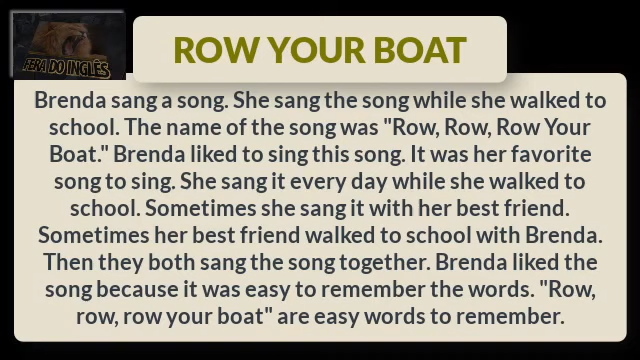 FERA DO INGLÊS
ROW YOUR BOAT
Brenda sang a song. She sang the song while she walked to
school. The name of the song was "Row, Row, Row Your
Boat." Brenda liked to sing this song. It was her favorite
song to sing. She sang it every day while she walked to
school. Sometimes she sang it with her best friend.
Sometimes her best friend walked to school with Brenda.
Then they both sang the song together. Brenda liked the
song because it was easy to remember the words. "Row,
row, row your boat" are easy words to remember.